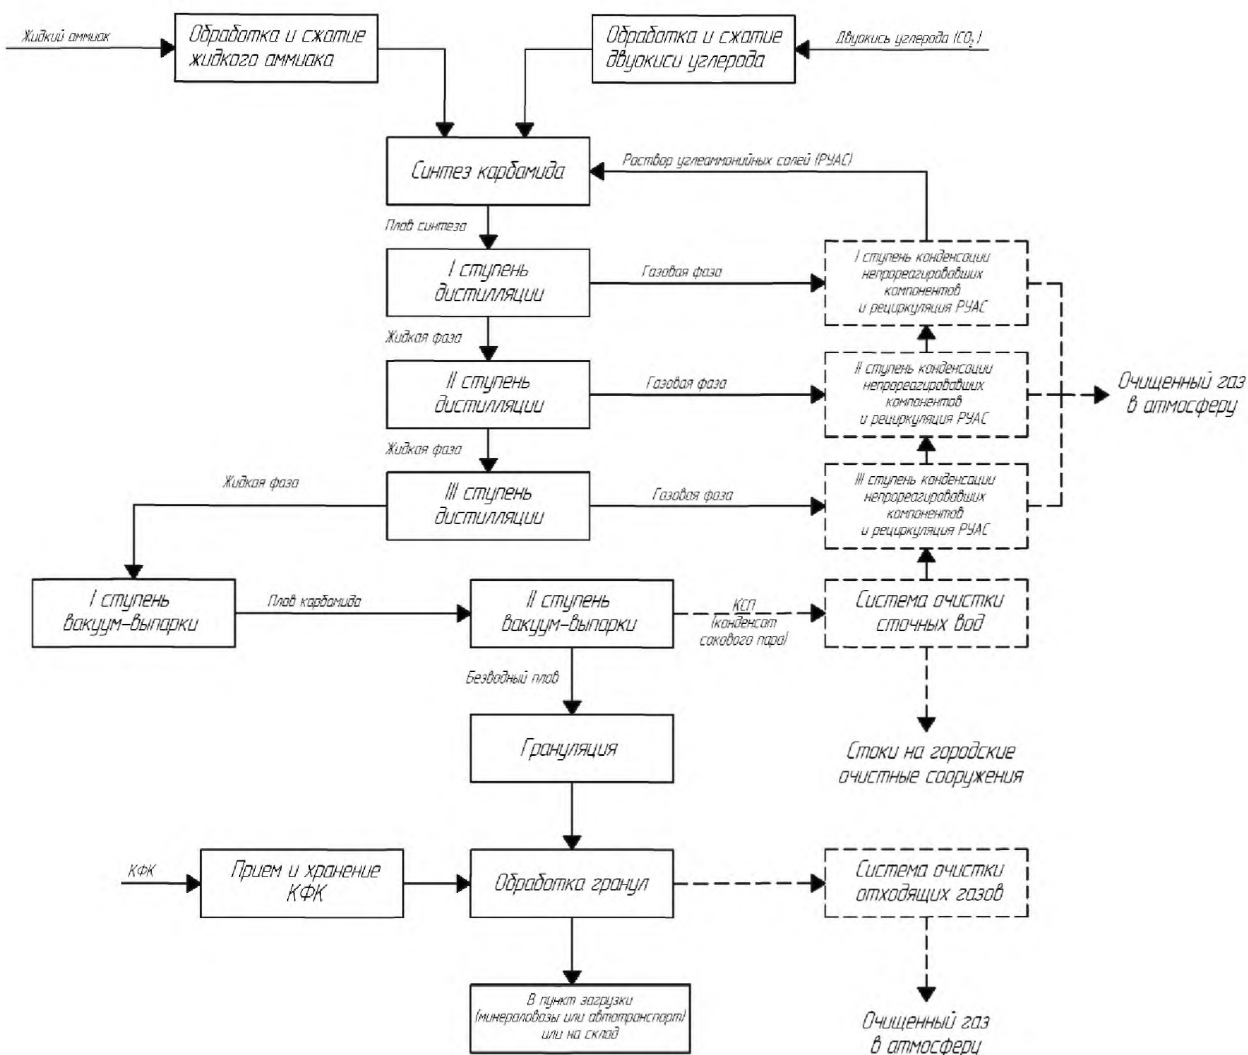 Жидкий аммиак
Обработка и сжатие
жидкого аммиака
Обработка и сжатие
двуокиси углерода
Двуокись углерода (CO₂)
Синтез карбамида
Раствор углеаммонийных солей (РУАС)
Плав синтеза
I ступень
дистилляции
Газовая фаза
I ступень конденсации
непрореагировавших
компонентов
и рециркуляция РУАС
Жидкая фаза
II ступень
дистилляции
Газовая фаза
II ступень конденсации
непрореагировавших
компонентов
и рециркуляция РУАС
Очищенный газ
в атмосферу
Жидкая фаза
Жидкая фаза
III ступень
дистилляции
Газовая фаза
III ступень конденсации
непрореагировавших
компонентов
и рециркуляция РУАС
I ступень
вакуум-выпарки
Плав карбамида
II ступень
вакуум-выпарки
КСП
(конденсат
сокового пара)
Система очистки
сточных вод
Безводный плав
Грануляция
Стоки на городские
очистные сооружения
КФК
Прием и хранение
КФК
Обработка гранул
Система очистки
отходящих газов
В пункт загрузки
(минераловозы или автотранспорт)
или на склад
Очищенный газ
в атмосферу